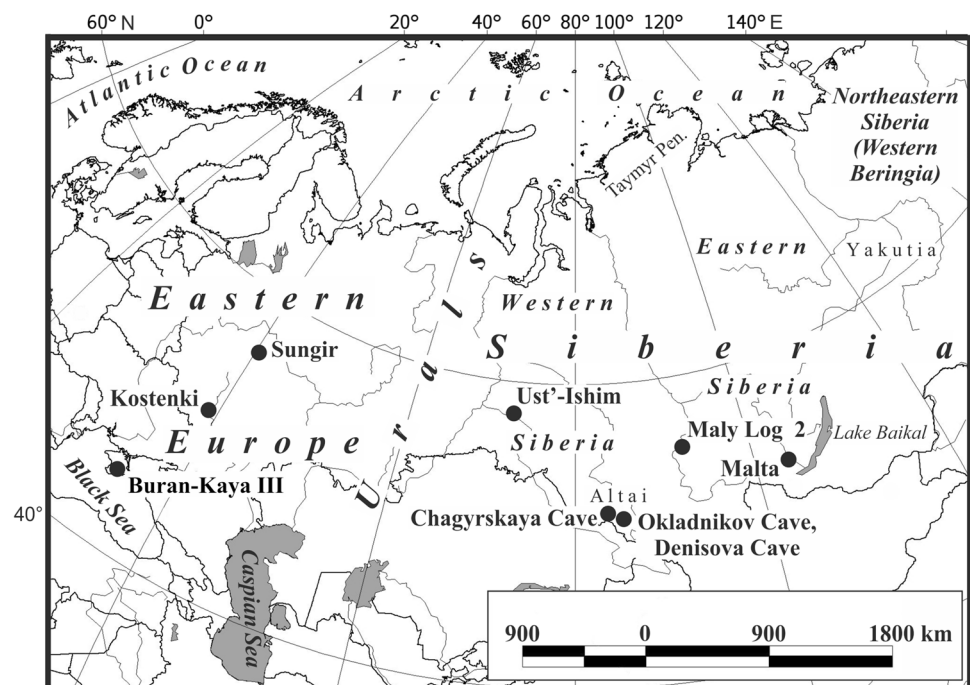 60° N 0° 20° 40° 60° 80° 100° 120° 140° E
Atlantic Ocean
Arctic Ocean
Northeastern
Siberia
(Western
Beringia)
Taymyr Pen.
Eastern
Yakutia
Eastern
Western
Urals
Siberia
Sungir
Kostenki
Ust'-Ishim
Siberia
Maly Log 2
Lake Baikal
Europe
Siberia
Malta
Black Sea
Buran-Kaya III
Altai
40°
Chagyrskaya Cave
Okladnikov Cave,
Denisova Cave
Caspian Sea
900 0 900 1800 km